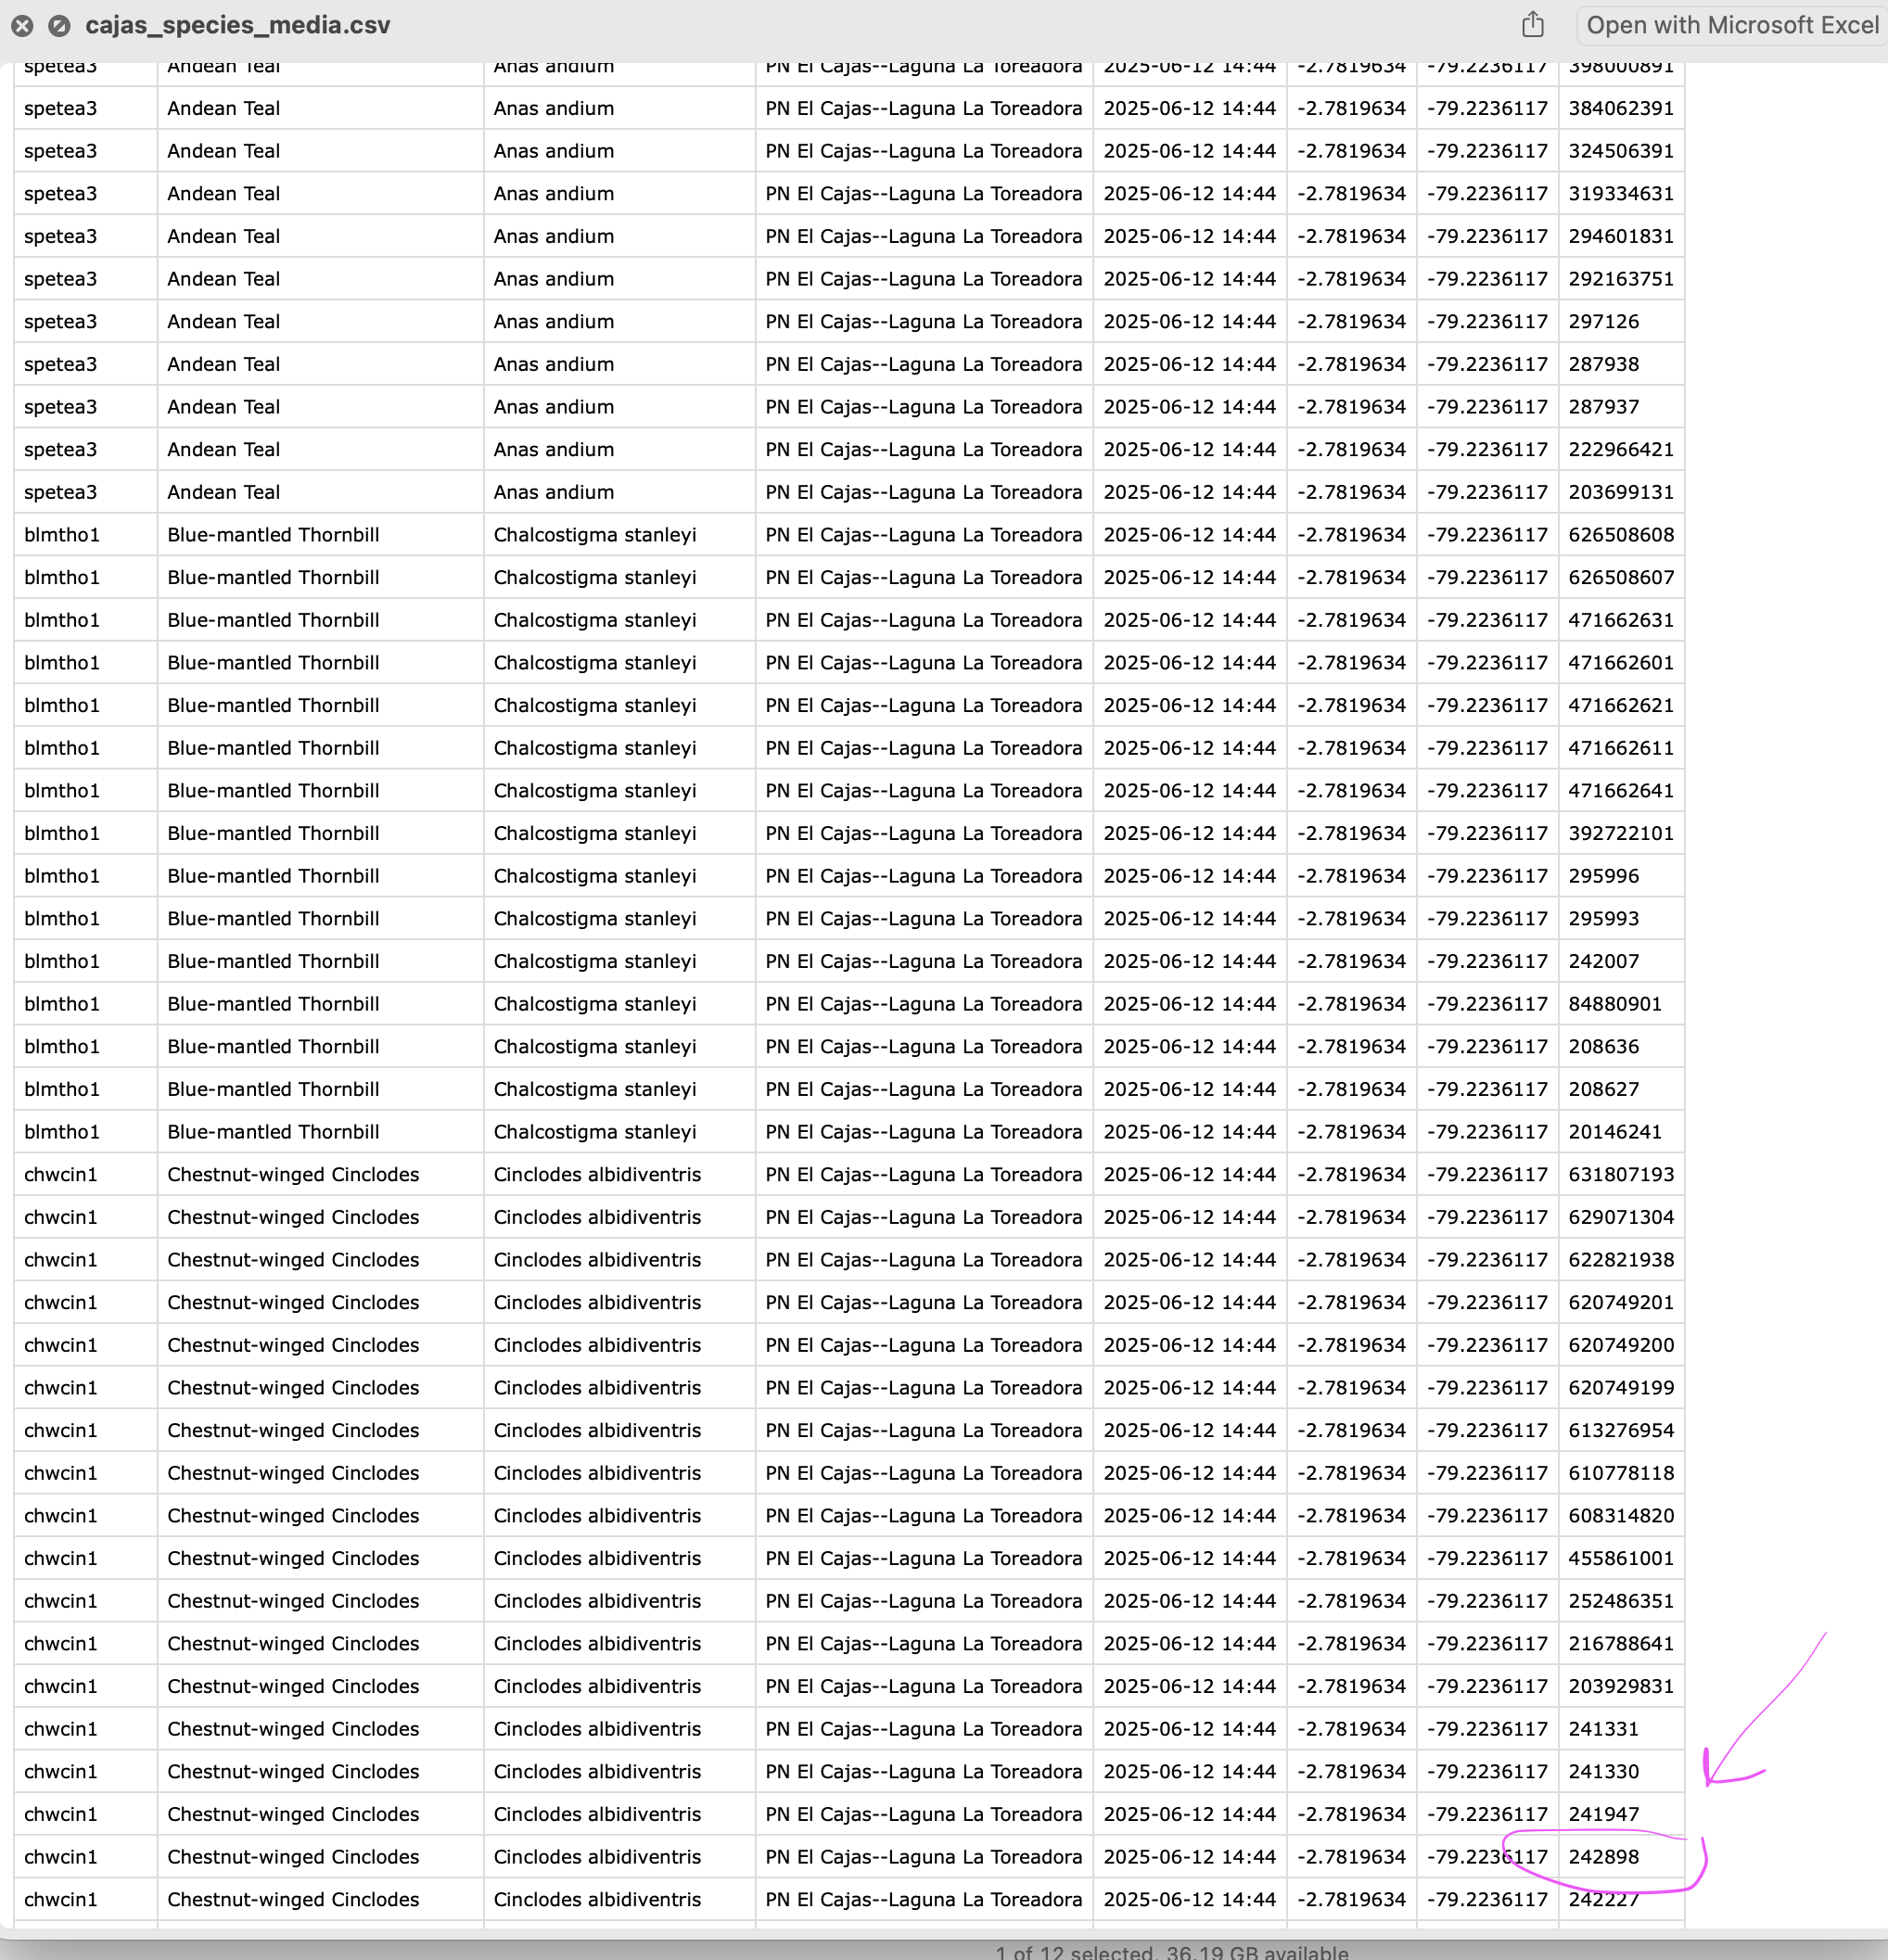 cajas_species_media.csv Open with Microsoft Excel
spetea3 Andean Teal Anas andium PN El Cajas--Laguna La Toreadora 2025-06-12 14:44 -2.7819634 -79.2236117 398000891
spetea3 Andean Teal Anas andium PN El Cajas--Laguna La Toreadora 2025-06-12 14:44 -2.7819634 -79.2236117 384062391
spetea3 Andean Teal Anas andium PN El Cajas--Laguna La Toreadora 2025-06-12 14:44 -2.7819634 -79.2236117 324506391
spetea3 Andean Teal Anas andium PN El Cajas--Laguna La Toreadora 2025-06-12 14:44 -2.7819634 -79.2236117 319334631
spetea3 Andean Teal Anas andium PN El Cajas--Laguna La Toreadora 2025-06-12 14:44 -2.7819634 -79.2236117 294601831
spetea3 Andean Teal Anas andium PN El Cajas--Laguna La Toreadora 2025-06-12 14:44 -2.7819634 -79.2236117 292163751
spetea3 Andean Teal Anas andium PN El Cajas--Laguna La Toreadora 2025-06-12 14:44 -2.7819634 -79.2236117 297126
spetea3 Andean Teal Anas andium PN El Cajas--Laguna La Toreadora 2025-06-12 14:44 -2.7819634 -79.2236117 287938
spetea3 Andean Teal Anas andium PN El Cajas--Laguna La Toreadora 2025-06-12 14:44 -2.7819634 -79.2236117 287937
spetea3 Andean Teal Anas andium PN El Cajas--Laguna La Toreadora 2025-06-12 14:44 -2.7819634 -79.2236117 222966421
spetea3 Andean Teal Anas andium PN El Cajas--Laguna La Toreadora 2025-06-12 14:44 -2.7819634 -79.2236117 203699131
blmtho1 Blue-mantled Thornbill Chalcostigma stanleyi PN El Cajas--Laguna La Toreadora 2025-06-12 14:44 -2.7819634 -79.2236117 626508608
blmtho1 Blue-mantled Thornbill Chalcostigma stanleyi PN El Cajas--Laguna La Toreadora 2025-06-12 14:44 -2.7819634 -79.2236117 626508607
blmtho1 Blue-mantled Thornbill Chalcostigma stanleyi PN El Cajas--Laguna La Toreadora 2025-06-12 14:44 -2.7819634 -79.2236117 471662631
blmtho1 Blue-mantled Thornbill Chalcostigma stanleyi PN El Cajas--Laguna La Toreadora 2025-06-12 14:44 -2.7819634 -79.2236117 471662601
blmtho1 Blue-mantled Thornbill Chalcostigma stanleyi PN El Cajas--Laguna La Toreadora 2025-06-12 14:44 -2.7819634 -79.2236117 471662621
blmtho1 Blue-mantled Thornbill Chalcostigma stanleyi PN El Cajas--Laguna La Toreadora 2025-06-12 14:44 -2.7819634 -79.2236117 471662611
blmtho1 Blue-mantled Thornbill Chalcostigma stanleyi PN El Cajas--Laguna La Toreadora 2025-06-12 14:44 -2.7819634 -79.2236117 471662641
blmtho1 Blue-mantled Thornbill Chalcostigma stanleyi PN El Cajas--Laguna La Toreadora 2025-06-12 14:44 -2.7819634 -79.2236117 392722101
blmtho1 Blue-mantled Thornbill Chalcostigma stanleyi PN El Cajas--Laguna La Toreadora 2025-06-12 14:44 -2.7819634 -79.2236117 295996
blmtho1 Blue-mantled Thornbill Chalcostigma stanleyi PN El Cajas--Laguna La Toreadora 2025-06-12 14:44 -2.7819634 -79.2236117 295993
blmtho1 Blue-mantled Thornbill Chalcostigma stanleyi PN El Cajas--Laguna La Toreadora 2025-06-12 14:44 -2.7819634 -79.2236117 242007
blmtho1 Blue-mantled Thornbill Chalcostigma stanleyi PN El Cajas--Laguna La Toreadora 2025-06-12 14:44 -2.7819634 -79.2236117 84880901
blmtho1 Blue-mantled Thornbill Chalcostigma stanleyi PN El Cajas--Laguna La Toreadora 2025-06-12 14:44 -2.7819634 -79.2236117 208636
blmtho1 Blue-mantled Thornbill Chalcostigma stanleyi PN El Cajas--Laguna La Toreadora 2025-06-12 14:44 -2.7819634 -79.2236117 208627
blmtho1 Blue-mantled Thornbill Chalcostigma stanleyi PN El Cajas--Laguna La Toreadora 2025-06-12 14:44 -2.7819634 -79.2236117 20146241
chwcin1 Chestnut-winged Cinclodes Cinclodes albidiventris PN El Cajas--Laguna La Toreadora 2025-06-12 14:44 -2.7819634 -79.2236117 631807193
chwcin1 Chestnut-winged Cinclodes Cinclodes albidiventris PN El Cajas--Laguna La Toreadora 2025-06-12 14:44 -2.7819634 -79.2236117 629071304
chwcin1 Chestnut-winged Cinclodes Cinclodes albidiventris PN El Cajas--Laguna La Toreadora 2025-06-12 14:44 -2.7819634 -79.2236117 622821938
chwcin1 Chestnut-winged Cinclodes Cinclodes albidiventris PN El Cajas--Laguna La Toreadora 2025-06-12 14:44 -2.7819634 -79.2236117 620749201
chwcin1 Chestnut-winged Cinclodes Cinclodes albidiventris PN El Cajas--Laguna La Toreadora 2025-06-12 14:44 -2.7819634 -79.2236117 620749200
chwcin1 Chestnut-winged Cinclodes Cinclodes albidiventris PN El Cajas--Laguna La Toreadora 2025-06-12 14:44 -2.7819634 -79.2236117 620749199
chwcin1 Chestnut-winged Cinclodes Cinclodes albidiventris PN El Cajas--Laguna La Toreadora 2025-06-12 14:44 -2.7819634 -79.2236117 613276954
chwcin1 Chestnut-winged Cinclodes Cinclodes albidiventris PN El Cajas--Laguna La Toreadora 2025-06-12 14:44 -2.7819634 -79.2236117 610778118
chwcin1 Chestnut-winged Cinclodes Cinclodes albidiventris PN El Cajas--Laguna La Toreadora 2025-06-12 14:44 -2.7819634 -79.2236117 608314820
chwcin1 Chestnut-winged Cinclodes Cinclodes albidiventris PN El Cajas--Laguna La Toreadora 2025-06-12 14:44 -2.7819634 -79.2236117 455861001
chwcin1 Chestnut-winged Cinclodes Cinclodes albidiventris PN El Cajas--Laguna La Toreadora 2025-06-12 14:44 -2.7819634 -79.2236117 252486351
chwcin1 Chestnut-winged Cinclodes Cinclodes albidiventris PN El Cajas--Laguna La Toreadora 2025-06-12 14:44 -2.7819634 -79.2236117 216788641
chwcin1 Chestnut-winged Cinclodes Cinclodes albidiventris PN El Cajas--Laguna La Toreadora 2025-06-12 14:44 -2.7819634 -79.2236117 203929831
chwcin1 Chestnut-winged Cinclodes Cinclodes albidiventris PN El Cajas--Laguna La Toreadora 2025-06-12 14:44 -2.7819634 -79.2236117 241331
chwcin1 Chestnut-winged Cinclodes Cinclodes albidiventris PN El Cajas--Laguna La Toreadora 2025-06-12 14:44 -2.7819634 -79.2236117 241330
chwcin1 Chestnut-winged Cinclodes Cinclodes albidiventris PN El Cajas--Laguna La Toreadora 2025-06-12 14:44 -2.7819634 -79.2236117 241947
chwcin1 Chestnut-winged Cinclodes Cinclodes albidiventris PN El Cajas--Laguna La Toreadora 2025-06-12 14:44 -2.7819634 -79.2236117 242898
chwcin1 Chestnut-winged Cinclodes Cinclodes albidiventris PN El Cajas--Laguna La Toreadora 2025-06-12 14:44 -2.7819634 -79.2236117 242227
1 of 12 selected, 36.19 GB available